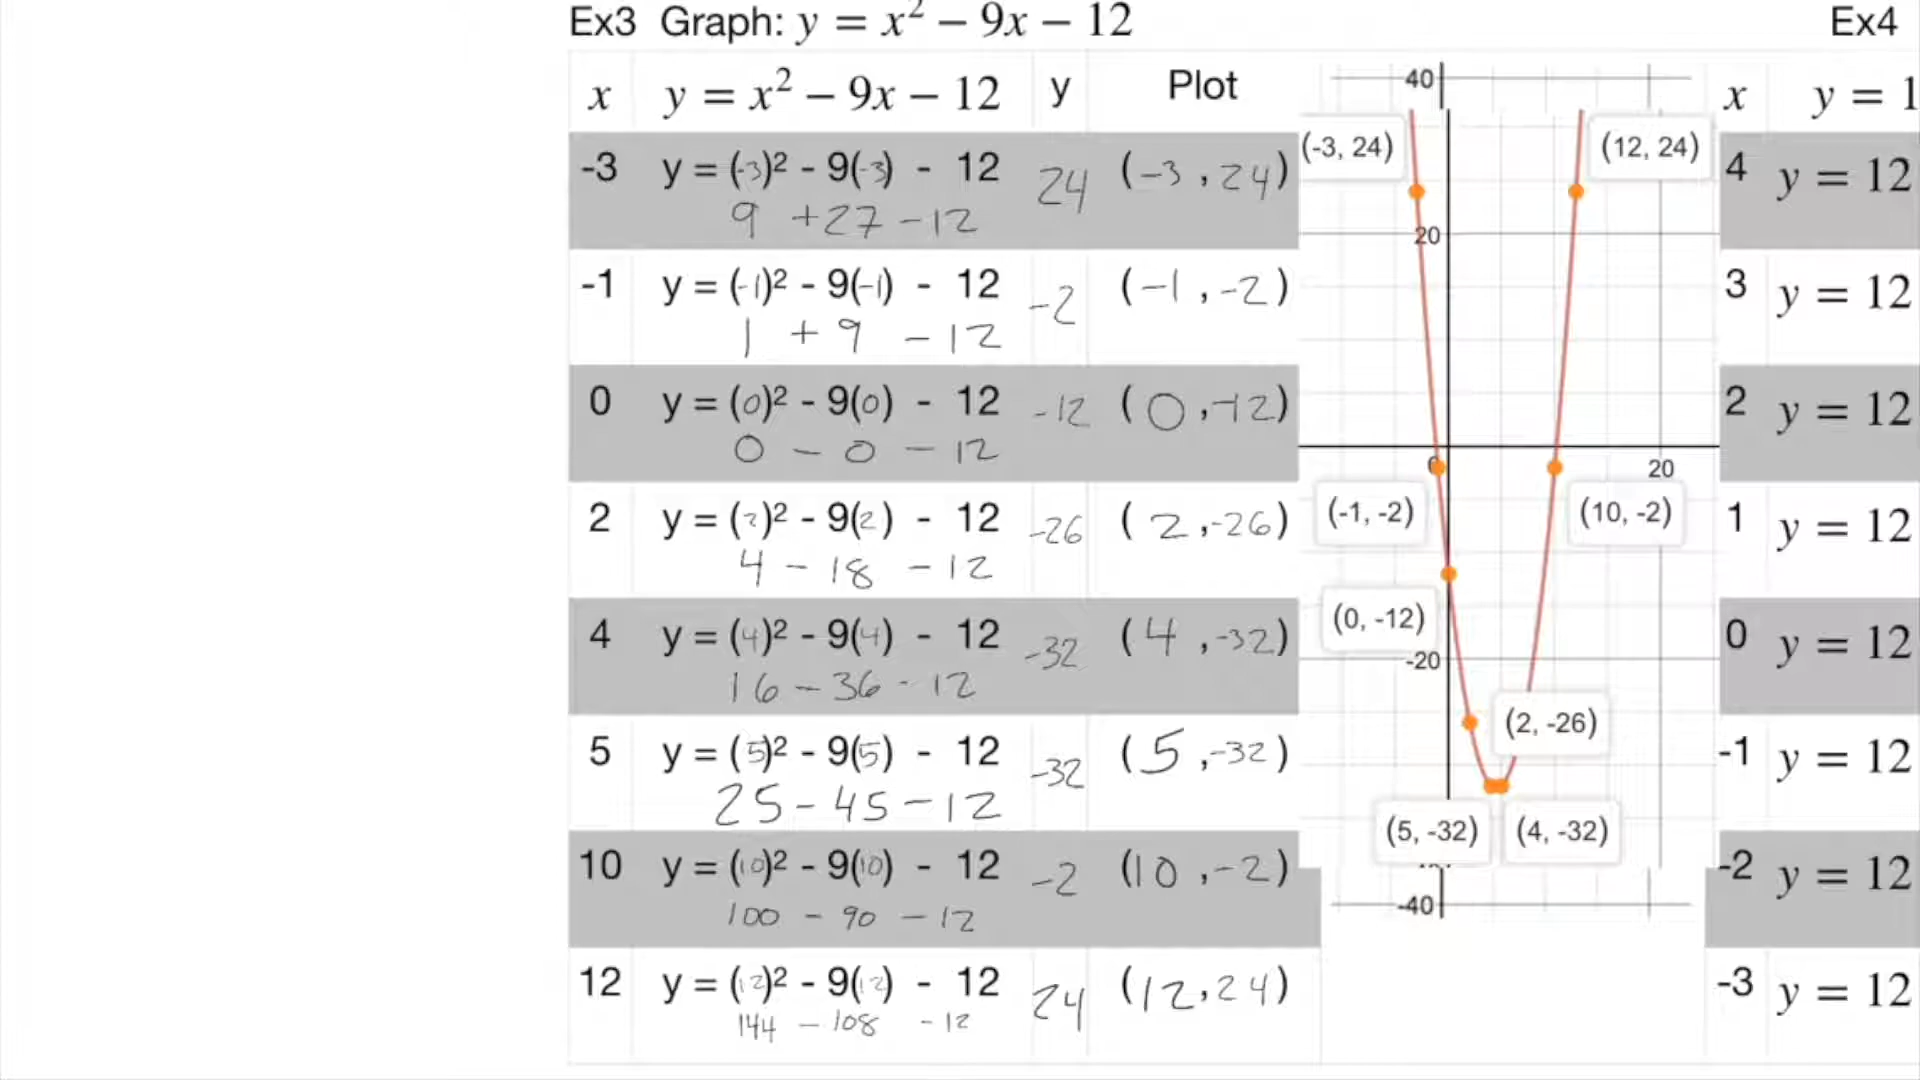 Ex3 Graph: y = x² – 9x – 12
Ex4
x y = x² – 9x – 12 y Plot
-3 y = (-3)² - 9(-3) - 12 24 (-3, 24)
9 +27 -12
-1 y = (-1)² - 9(-1) - 12 -2 (-1, -2)
1 + 9 - 12
0 y = (0)² - 9(0) - 12 -12 (0, -12)
0 - 0 - 12
2 y = (2)² - 9(2) - 12 -26 (2, -26)
4 - 18 - 12
4 y = (4)² - 9(4) - 12 -32 (4, -32)
16 - 36 - 12
5 y = (5)² - 9(5) - 12 -32 (5, -32)
25 - 45 - 12
10 y = (10)² - 9(10) - 12 -2 (10, -2)
100 - 90 - 12
12 y = (12)² - 9(12) - 12 24 (12, 24)
144 - 108 - 12
40
(-3, 24) (12, 24)
20
0 20
(-1, -2) (10, -2)
(0, -12)
-20
(2, -26)
(5, -32) (4, -32)
-40
x y = 1
4 y = 12
3 y = 12
2 y = 12
1 y = 12
0 y = 12
-1 y = 12
-2 y = 12
-3 y = 12